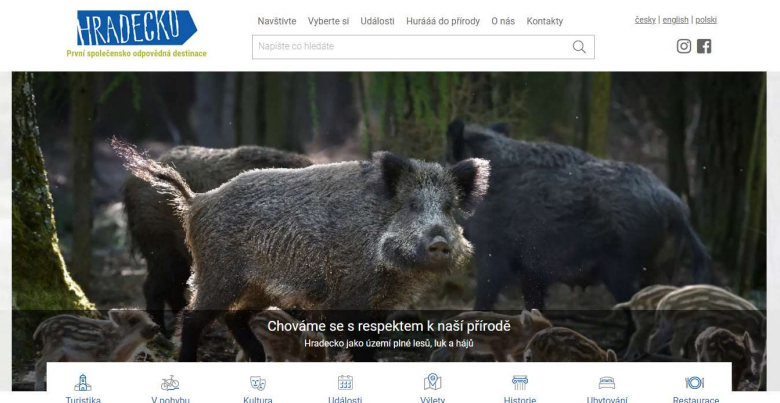 HRADECKO
První společensko odpovědná destinace
Navštivte Vyberte si Události Hurááá do přírody O nás Kontakty
česky | english | polski
Napište co hledáte
Chováme se s respektem k naší přírodě
Hradecko jako území plné lesů, luk a hájů
Turistika V pohybu Kultura Události Výlety Historie Ubytování Restaurace